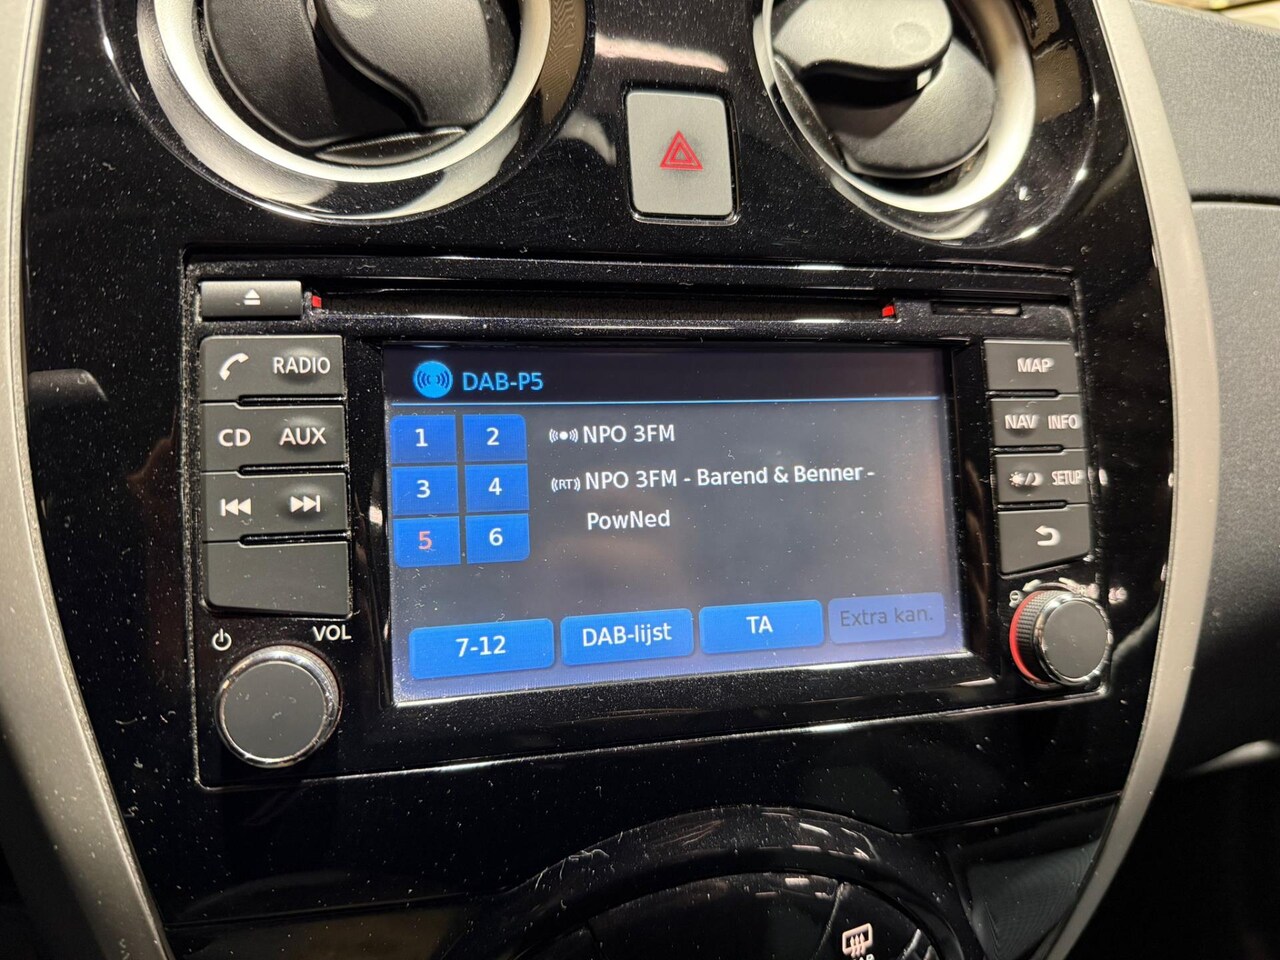 RADIO
CD AUX
VOL
DAB-P5
1 2
3 4
5 6
NPO 3FM
(RT) NPO 3FM - Barend & Benner -
PowNed
7-12 DAB-lijst TA Extra kan.
MAP
NAV INFO
SETUP